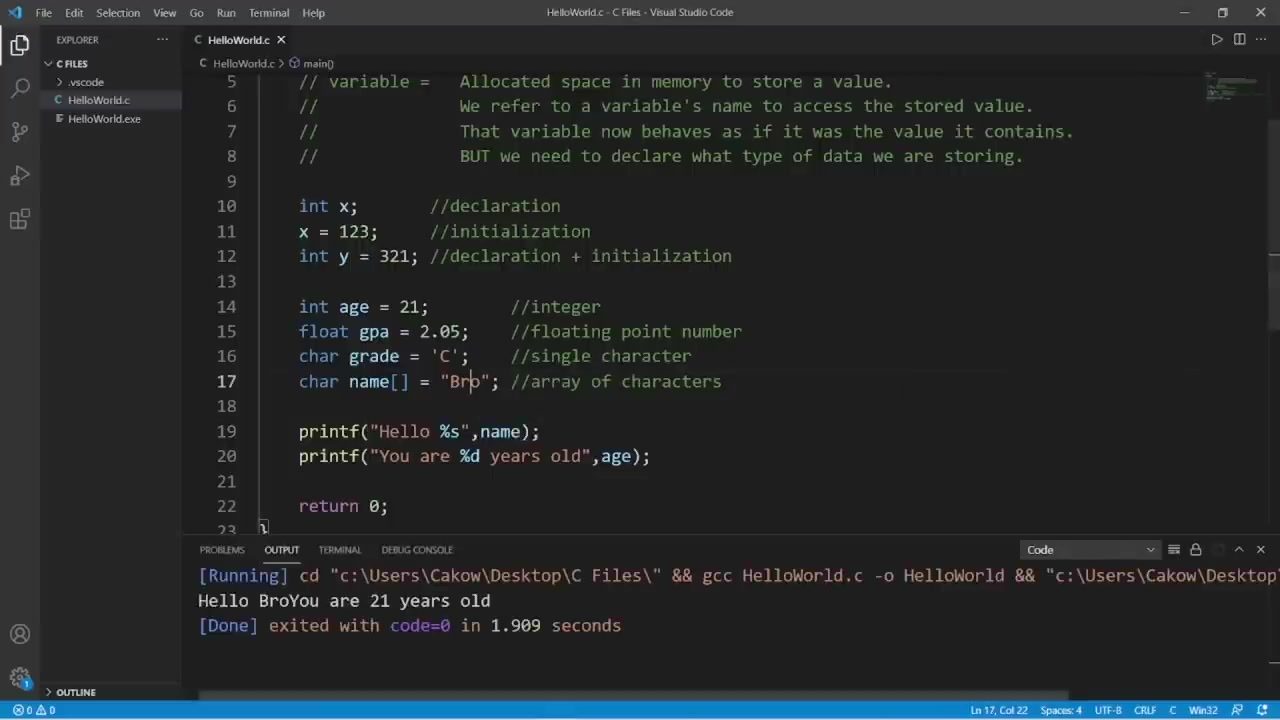 File Edit Selection View Go Run Terminal Help HelloWorld.c - C Files - Visual Studio Code
EXPLORER
C FILES
.vscode
C HelloWorld.c
HelloWorld.exe
OUTLINE
C HelloWorld.c
C HelloWorld.c > main()
5 // variable = Allocated space in memory to store a value.
6 // We refer to a variable's name to access the stored value.
7 // That variable now behaves as if it was the value it contains.
8 // BUT we need to declare what type of data we are storing.
9
10 int x; //declaration
11 x = 123; //initialization
12 int y = 321; //declaration + initialization
13
14 int age = 21; //integer
15 float gpa = 2.05; //floating point number
16 char grade = 'C'; //single character
17 char name[] = "Bro"; //array of characters
18
19 printf("Hello %s",name);
20 printf("You are %d years old",age);
21
22 return 0;
23 }
PROBLEMS OUTPUT TERMINAL DEBUG CONSOLE Code
[Running] cd "c:\Users\Cakow\Desktop\C Files\" && gcc HelloWorld.c -o HelloWorld && "c:\Users\Cakow\Desktop
Hello BroYou are 21 years old
[Done] exited with code=0 in 1.909 seconds
1
0 0 Ln 17, Col 22 Spaces: 4 UTF-8 CRLF C Win32